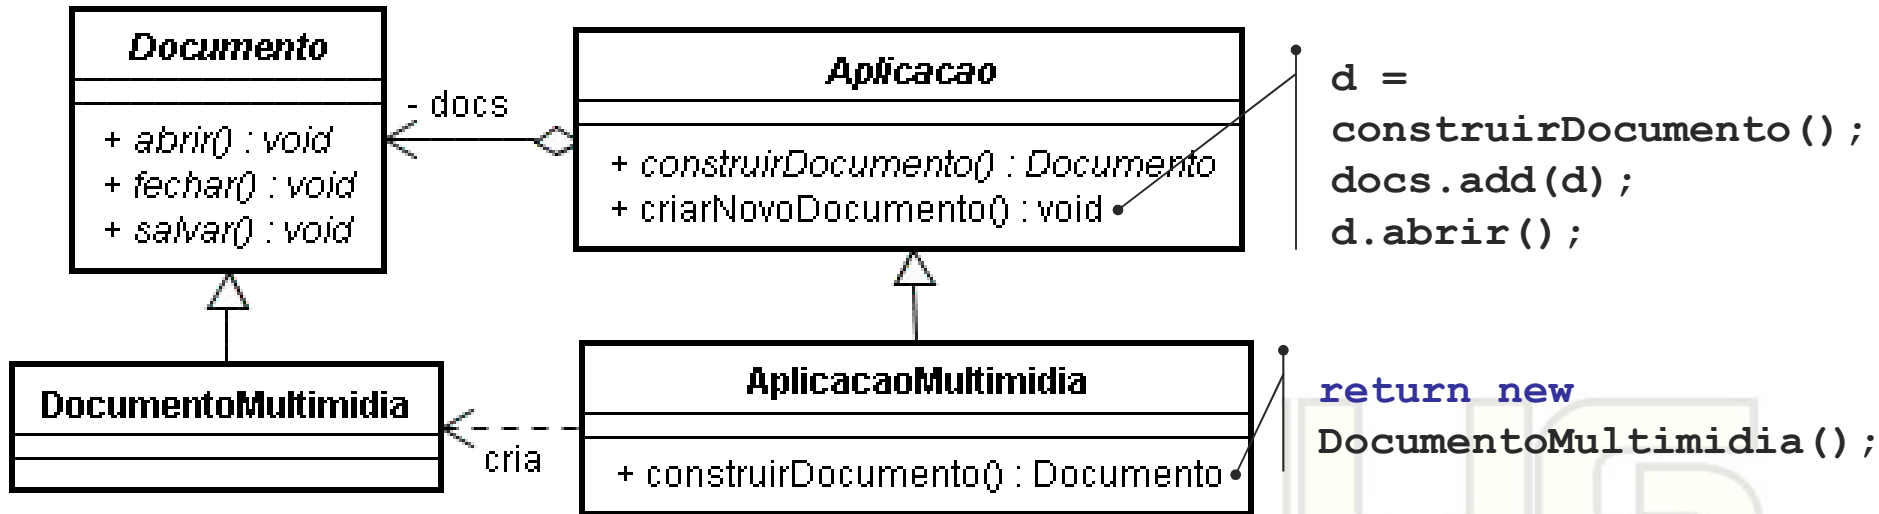 Documento
+ abrir() : void
+ fechar() : void
+ salvar() : void
- docs
Aplicacao
+ construirDocumento() : Documento
+ criarNovoDocumento() : void
d =
construirDocumento();
docs.add(d);
d.abrir();
DocumentoMultimidia
cria
AplicacaoMultimidia
+ construirDocumento() : Documento
return new
DocumentoMultimidia();